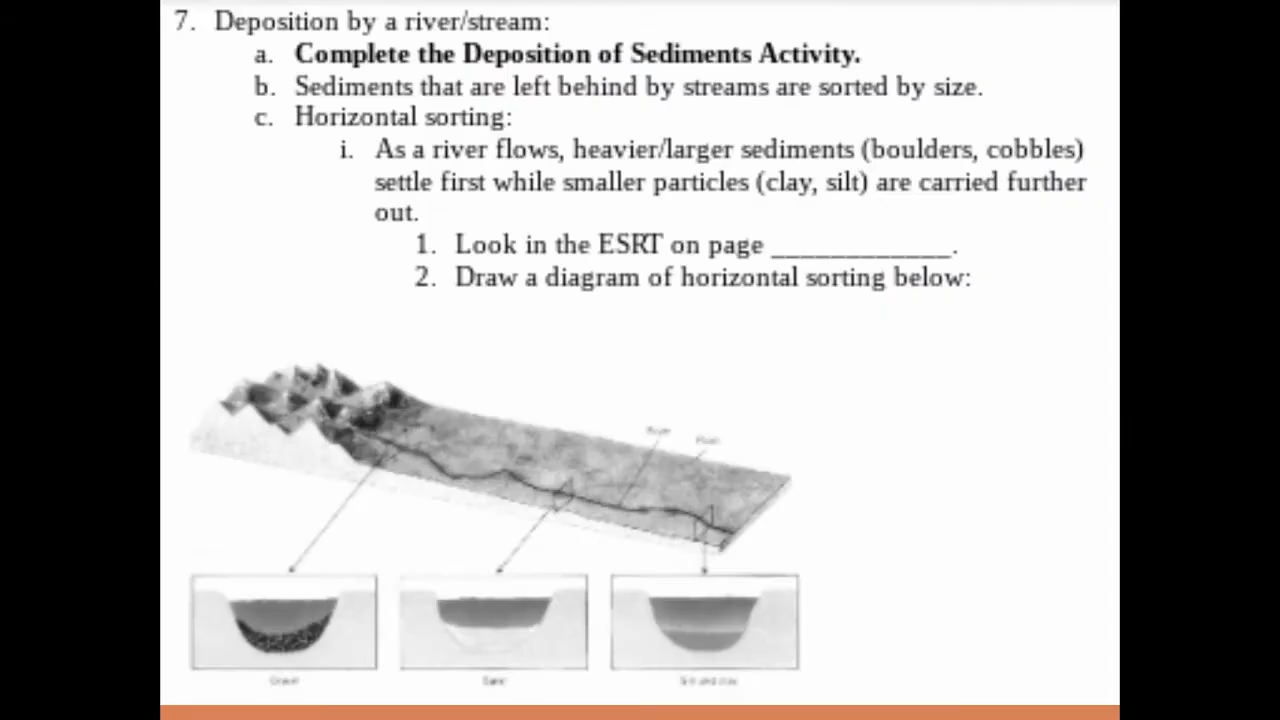 7. Deposition by a river/stream:
a. Complete the Deposition of Sediments Activity.
b. Sediments that are left behind by streams are sorted by size.
c. Horizontal sorting:
i. As a river flows, heavier/larger sediments (boulders, cobbles)
settle first while smaller particles (clay, silt) are carried further
out.
1. Look in the ESRT on page ____________.
2. Draw a diagram of horizontal sorting below: